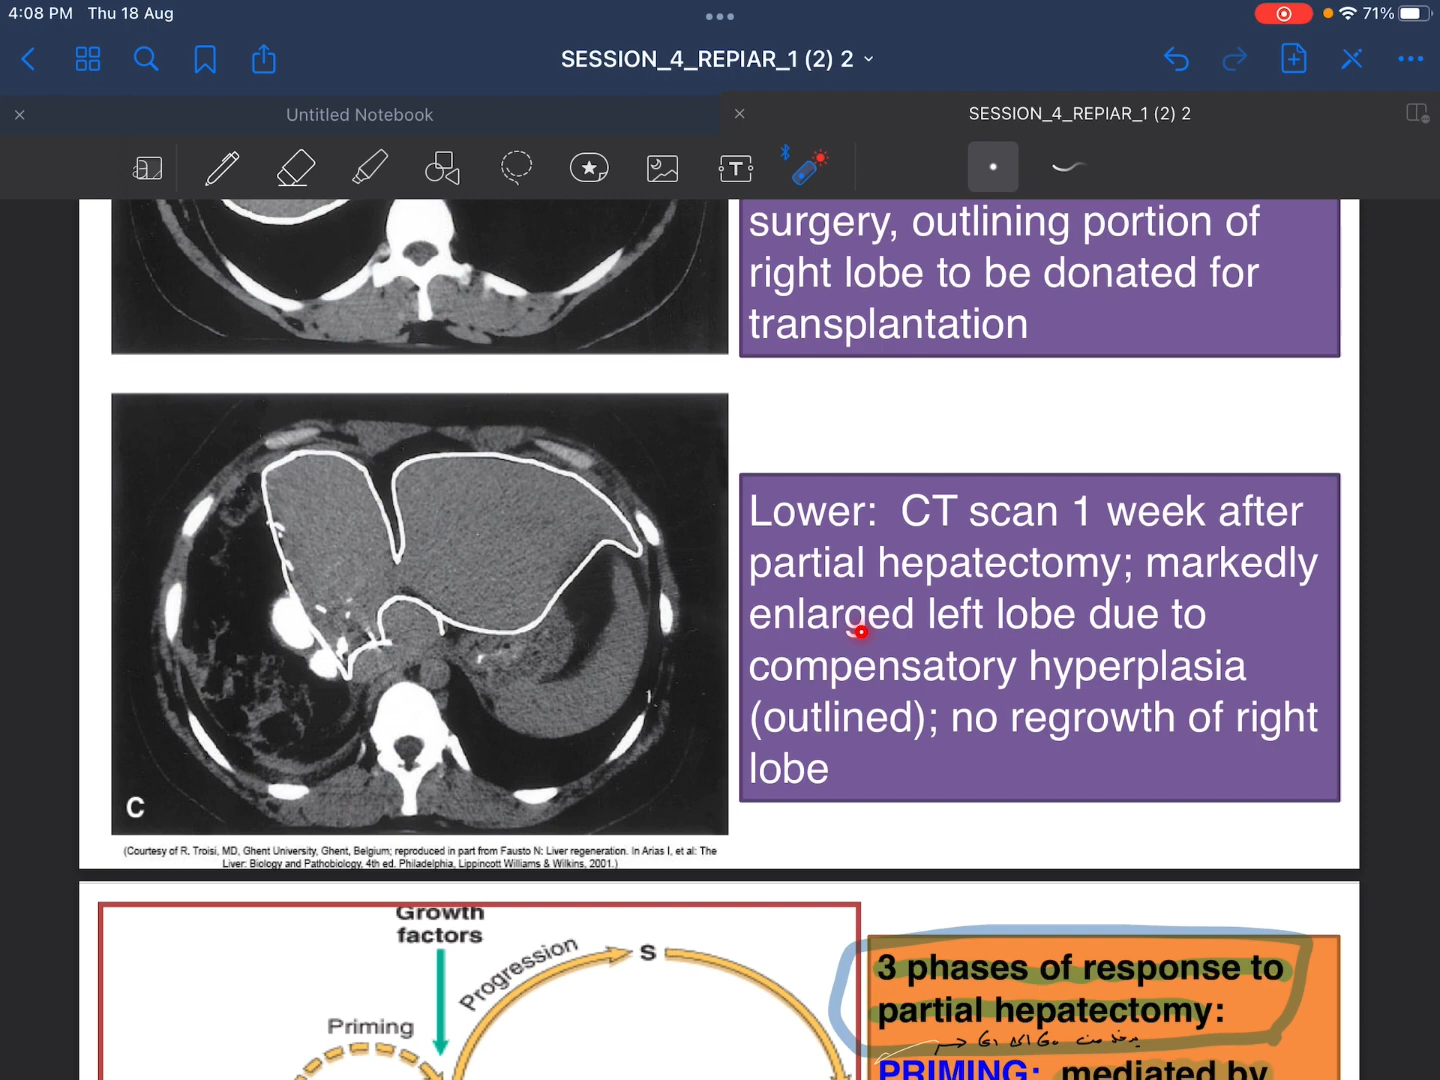 4:08 PM Thu 18 Aug
71%
SESSION_4_REPIAR_1 (2) 2
Untitled Notebook
SESSION_4_REPIAR_1 (2) 2
surgery, outlining portion of
right lobe to be donated for
transplantation
Lower: CT scan 1 week after
partial hepatectomy; markedly
enlarged left lobe due to
compensatory hyperplasia
(outlined); no regrowth of right
lobe
C
(Courtesy of R. Troisi, MD, Ghent University, Ghent, Belgium; reproduced in part from Fausto N: Liver regeneration. In Arias I, et al: The
Liver: Biology and Pathobiology, 4th ed. Philadelphia, Lippincott Williams & Wilkins, 2001.)
Growth
factors
Progression
S
Priming
3 phases of response to
partial hepatectomy:
PRIMING: mediated by